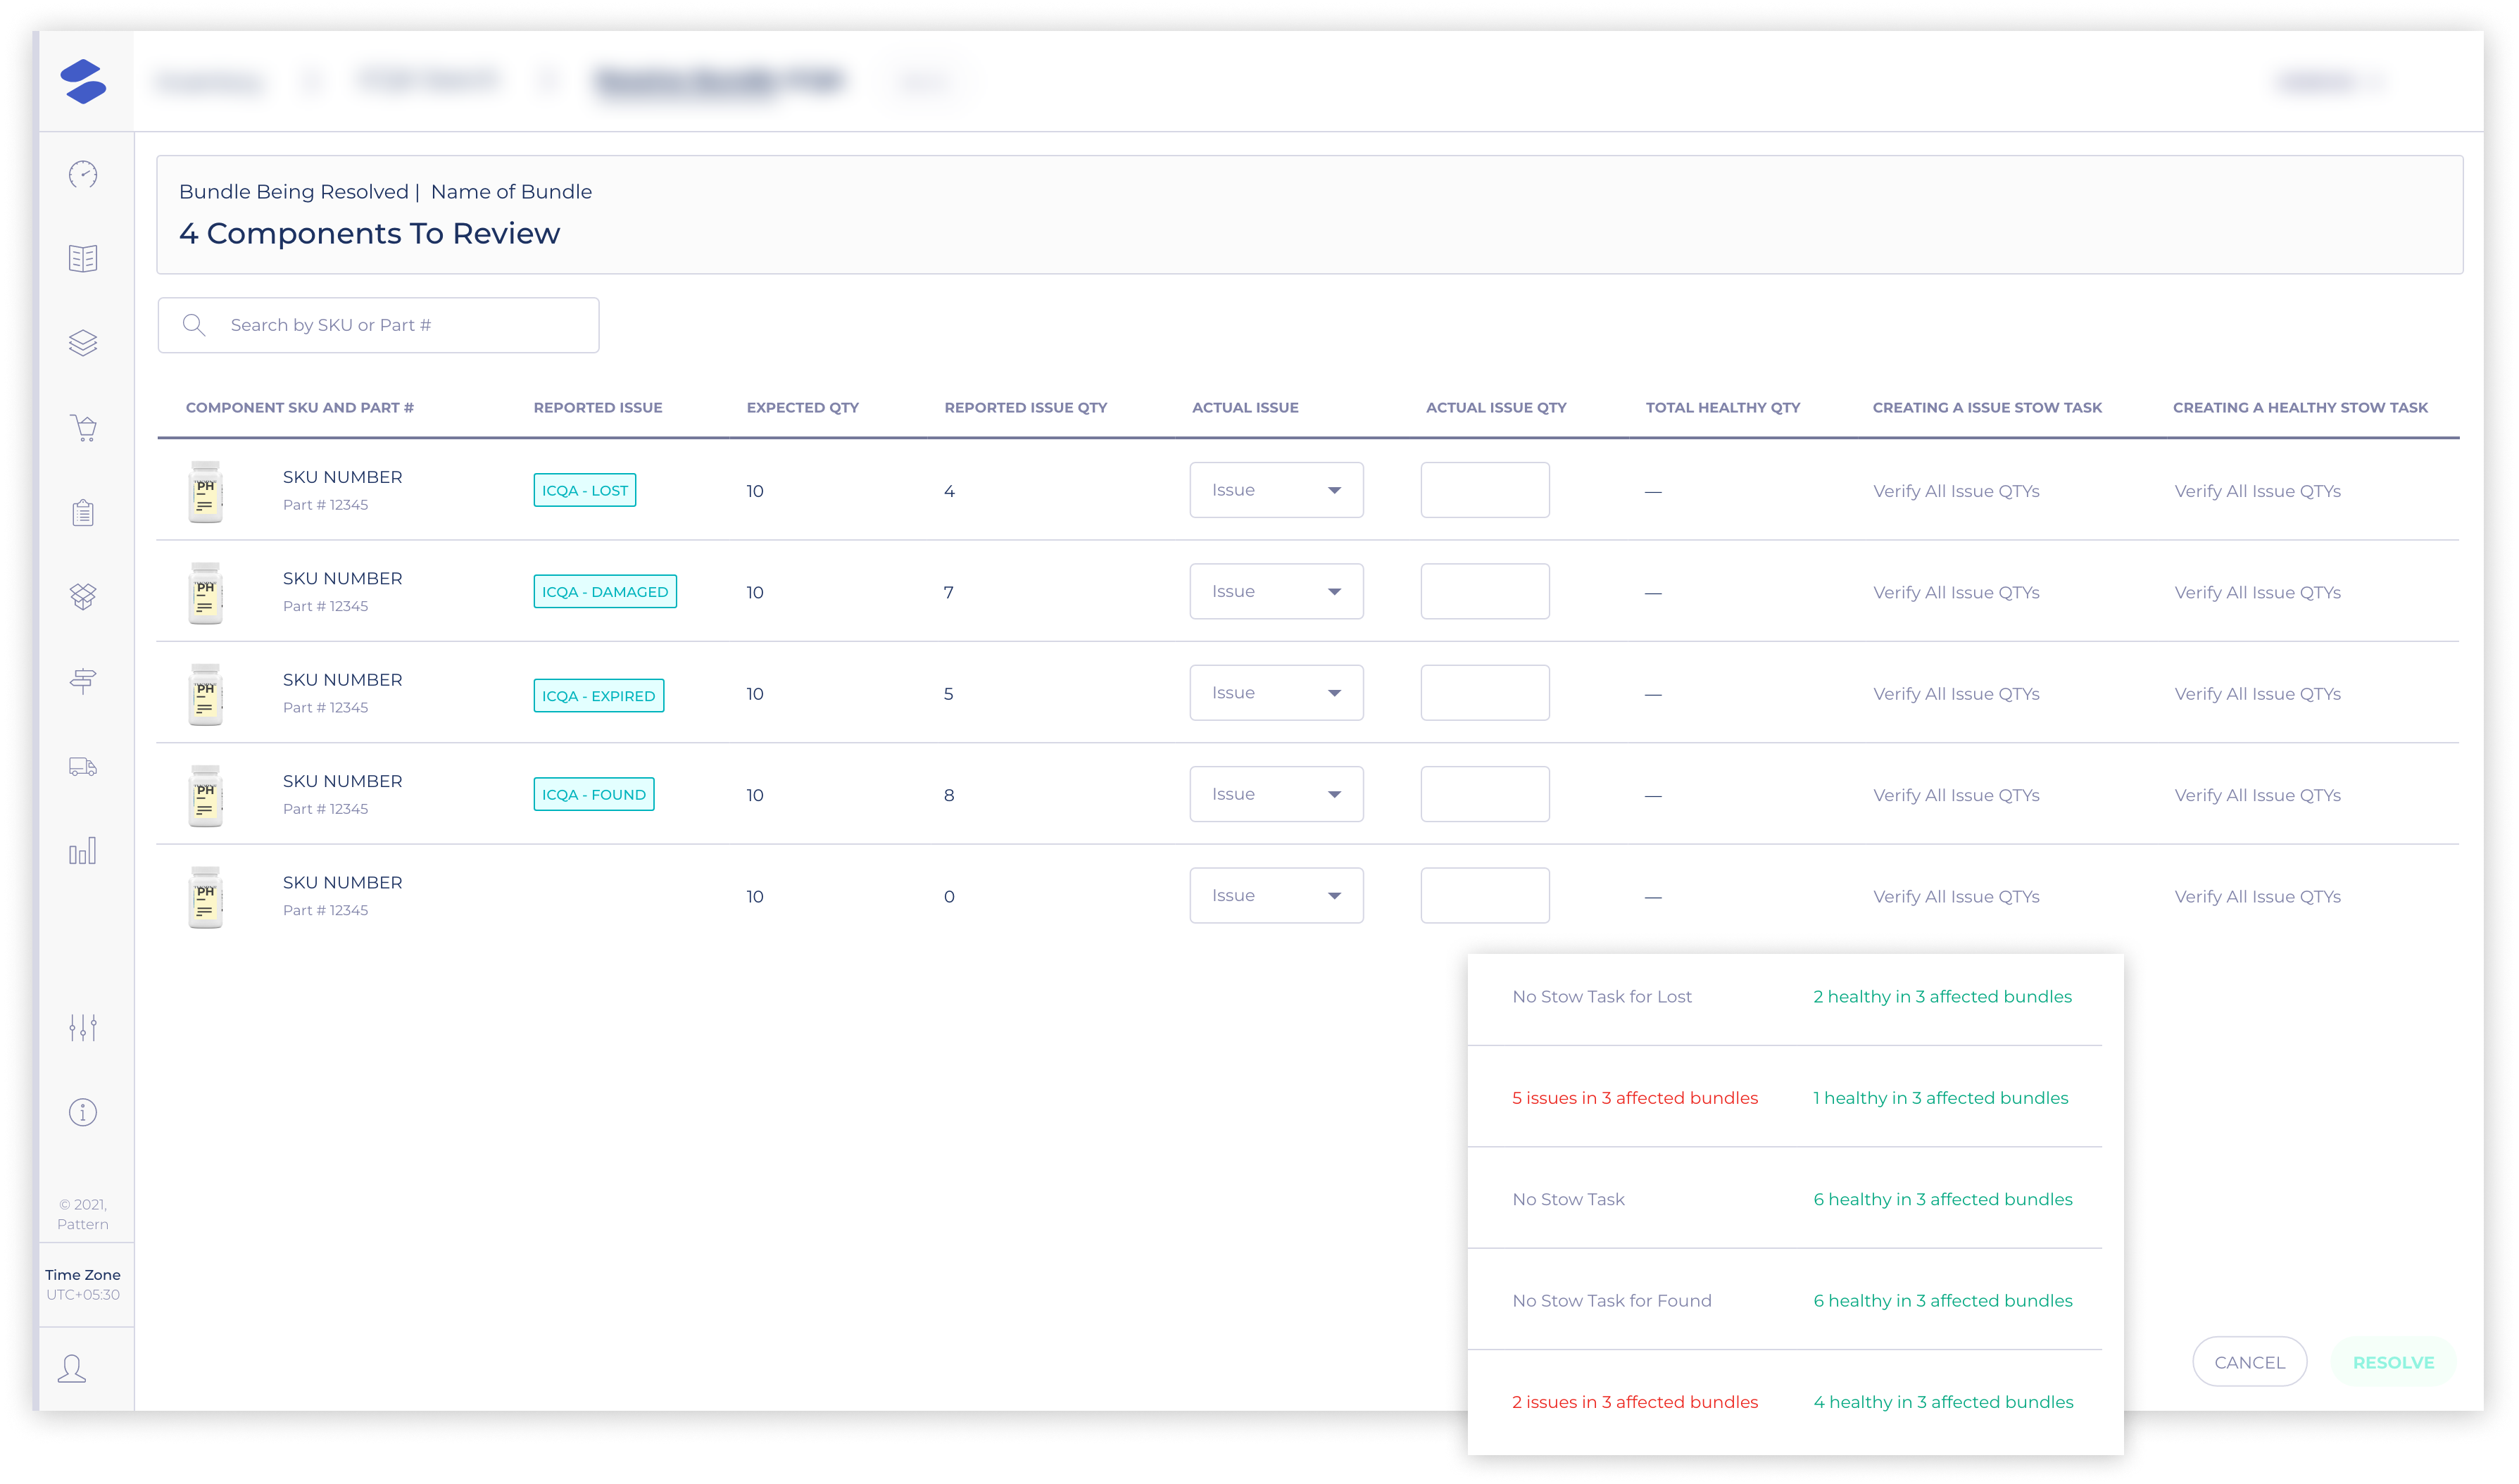 Bundle Being Resolved | Name of Bundle
4 Components To Review
Search by SKU or Part #
COMPONENT SKU AND PART # REPORTED ISSUE EXPECTED QTY REPORTED ISSUE QTY ACTUAL ISSUE ACTUAL ISSUE QTY TOTAL HEALTHY QTY CREATING A ISSUE STOW TASK CREATING A HEALTHY STOW TASK
PH
SKU NUMBER
Part # 12345
ICQA - LOST 10 4 Issue — Verify All Issue QTYs Verify All Issue QTYs
PH
SKU NUMBER
Part # 12345
ICQA - DAMAGED 10 7 Issue — Verify All Issue QTYs Verify All Issue QTYs
PH
SKU NUMBER
Part # 12345
ICQA - EXPIRED 10 5 Issue — Verify All Issue QTYs Verify All Issue QTYs
PH
SKU NUMBER
Part # 12345
ICQA - FOUND 10 8 Issue — Verify All Issue QTYs Verify All Issue QTYs
PH
SKU NUMBER
Part # 12345
10 0 Issue — Verify All Issue QTYs Verify All Issue QTYs
No Stow Task for Lost 2 healthy in 3 affected bundles
5 issues in 3 affected bundles 1 healthy in 3 affected bundles
No Stow Task 6 healthy in 3 affected bundles
No Stow Task for Found 6 healthy in 3 affected bundles
2 issues in 3 affected bundles 4 healthy in 3 affected bundles
CANCEL RESOLVE
© 2021,
Pattern
Time Zone
UTC+05:30